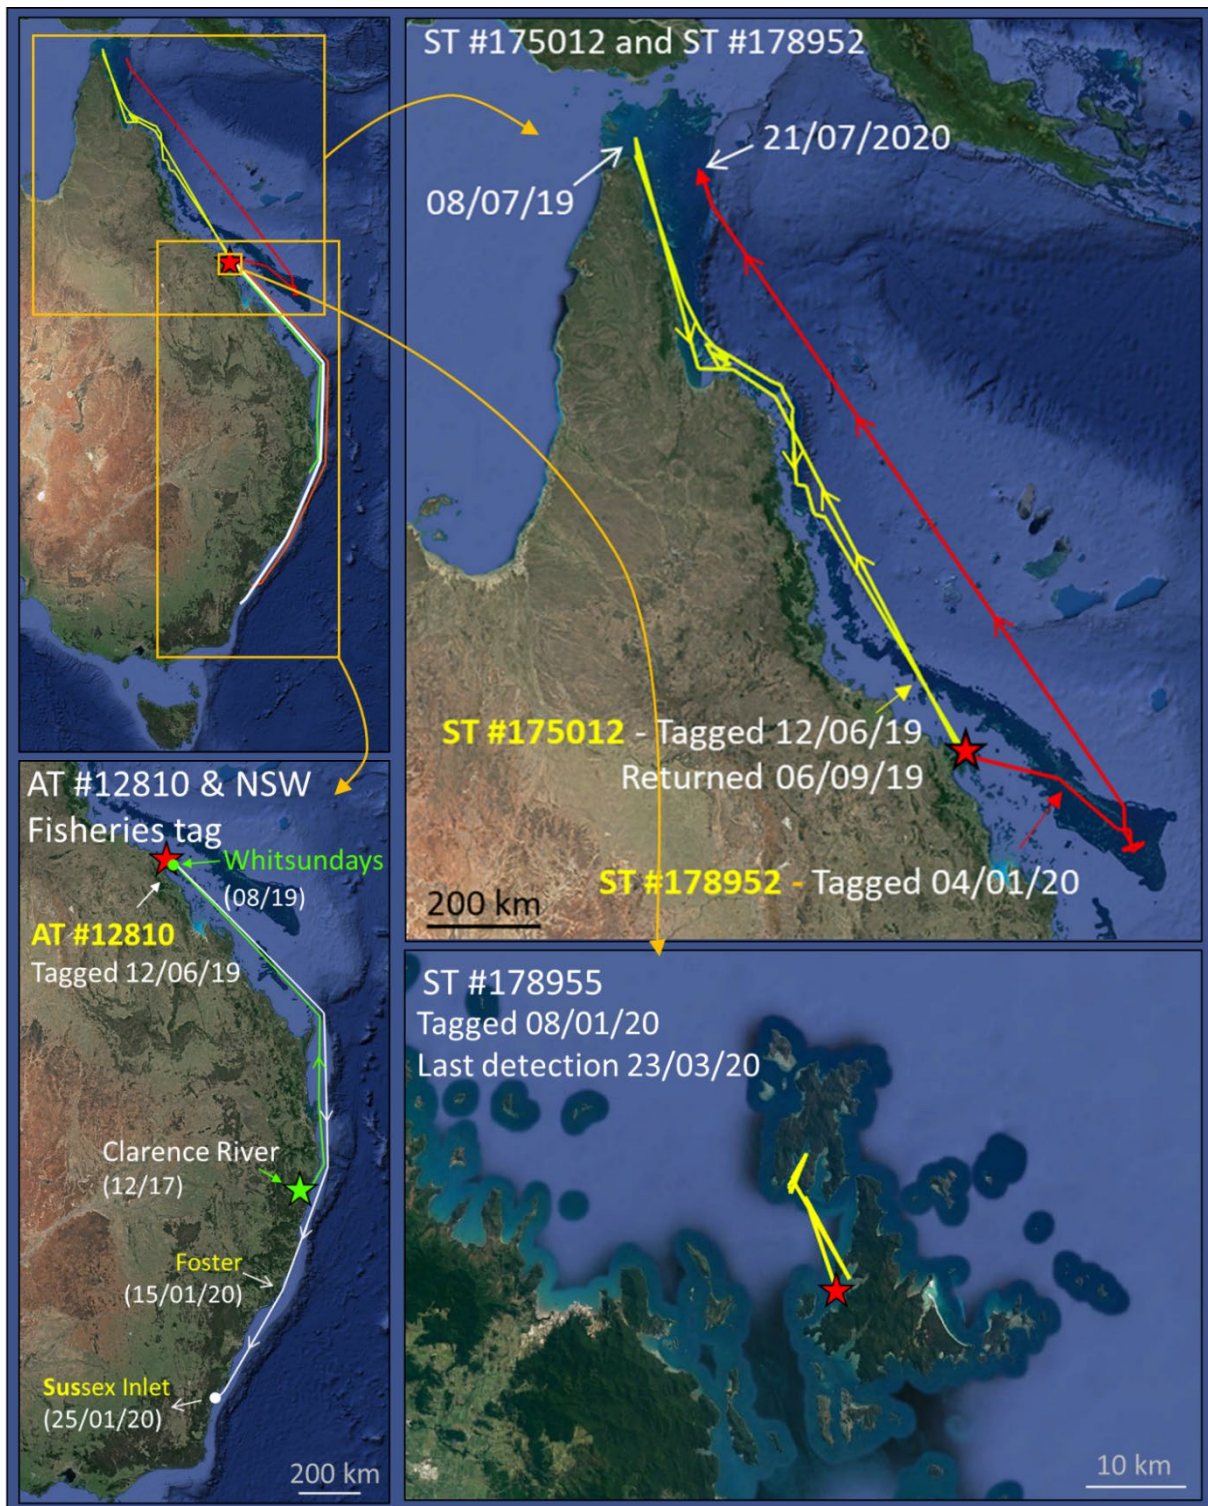 ST #175012 and ST #178952
21/07/2020
08/07/19
ST #175012 - Tagged 12/06/19
Returned 06/09/19
ST #178952 - Tagged 04/01/20
200 km
AT #12810 & NSW
Fisheries tag
Whitsundays
(08/19)
AT #12810
Tagged 12/06/19
Clarence River
(12/17)
Foster
(15/01/20)
Sussex Inlet
(25/01/20)
200 km
ST #178955
Tagged 08/01/20
Last detection 23/03/20
10 km